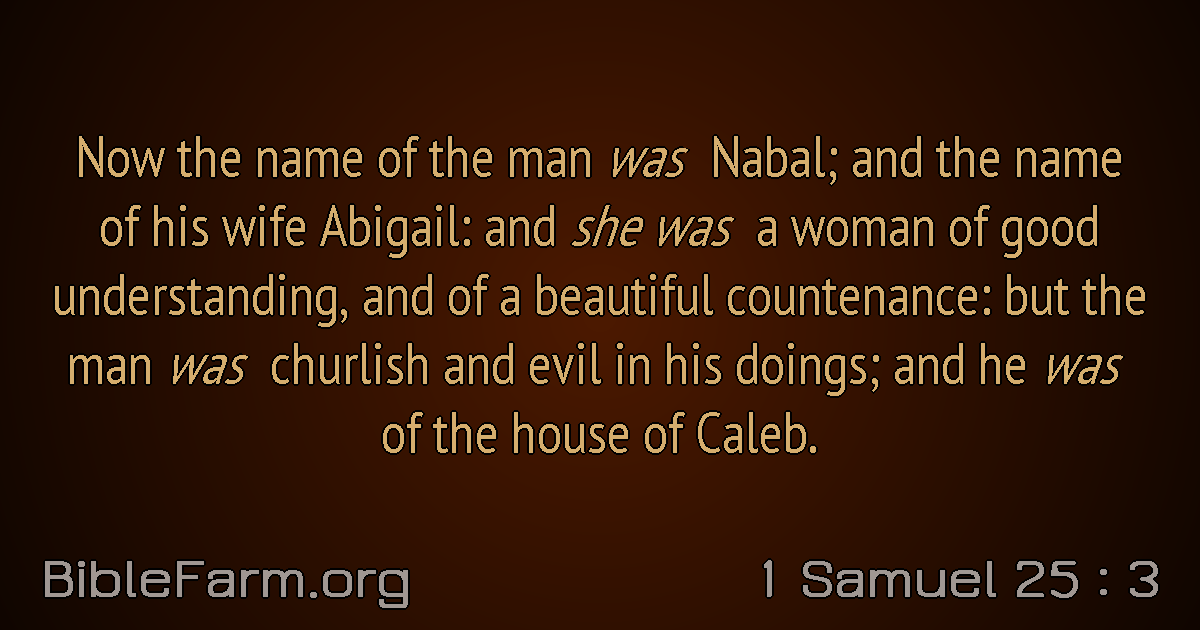 Now the name of the man was Nabal; and the name
of his wife Abigail: and she was a woman of good
understanding, and of a beautiful countenance: but the
man was churlish and evil in his doings; and he was
of the house of Caleb.
BibleFarm.org
1 Samuel 25 : 3